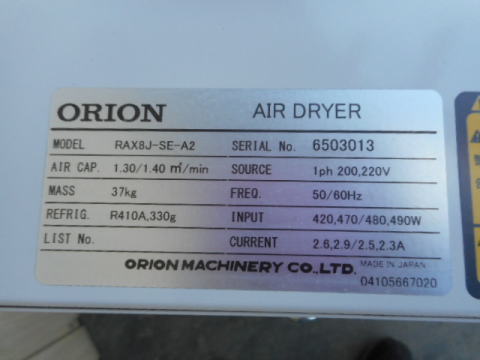 ORION AIR DRYER
MODEL RAX8J-SE-A2 SERIAL No. 6503013
AIR CAP. 1.30/1.40 ㎥/min SOURCE 1ph 200,220V
MASS 37kg FREQ. 50/60Hz
REFRIG. R410A,330g INPUT 420,470/480,490W
LIST No. CURRENT 2.6,2.9/2.5,2.3A
ORION MACHINERY CO.,LTD. MADE IN JAPAN
04105667020